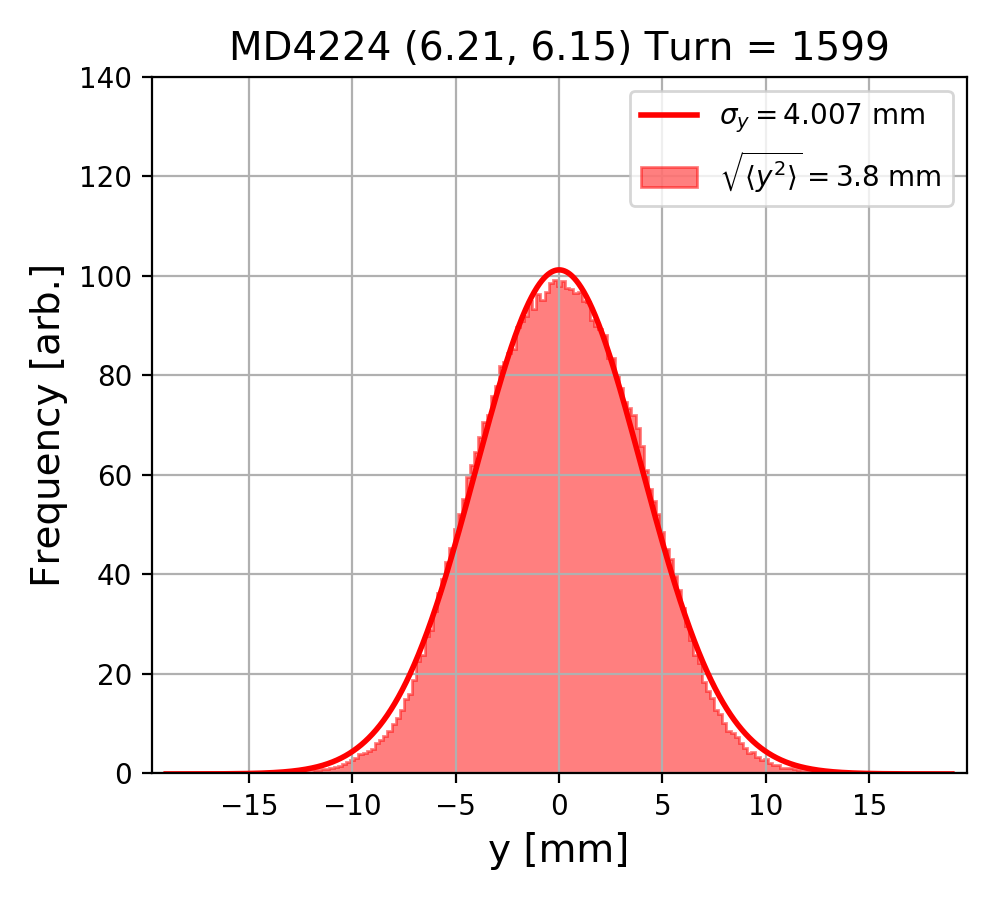 MD4224 (6.21, 6.15) Turn = 1599
σ_y = 4.007 mm
√⟨y²⟩ = 3.8 mm
Frequency [arb.]
140
120
100
80
60
40
20
0
−15 −10 −5 0 5 10 15
y [mm]